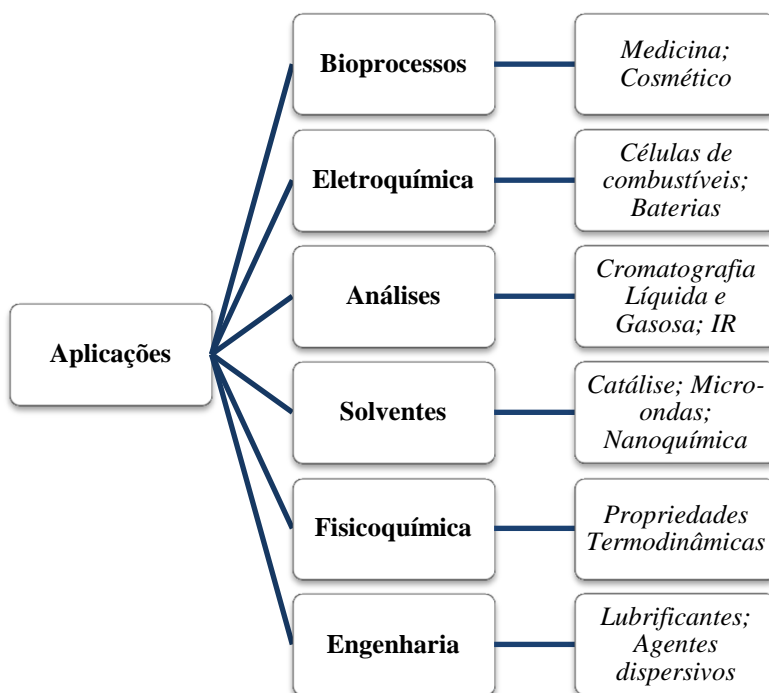 Aplicações
Bioprocessos
Medicina;
Cosmético
Eletroquímica
Células de
combustíveis;
Baterias
Análises
Cromatografia
Líquida e
Gasosa; IR
Solventes
Catálise; Micro-
ondas;
Nanoquímica
Fisicoquímica
Propriedades
Termodinâmicas
Engenharia
Lubrificantes;
Agentes
dispersivos